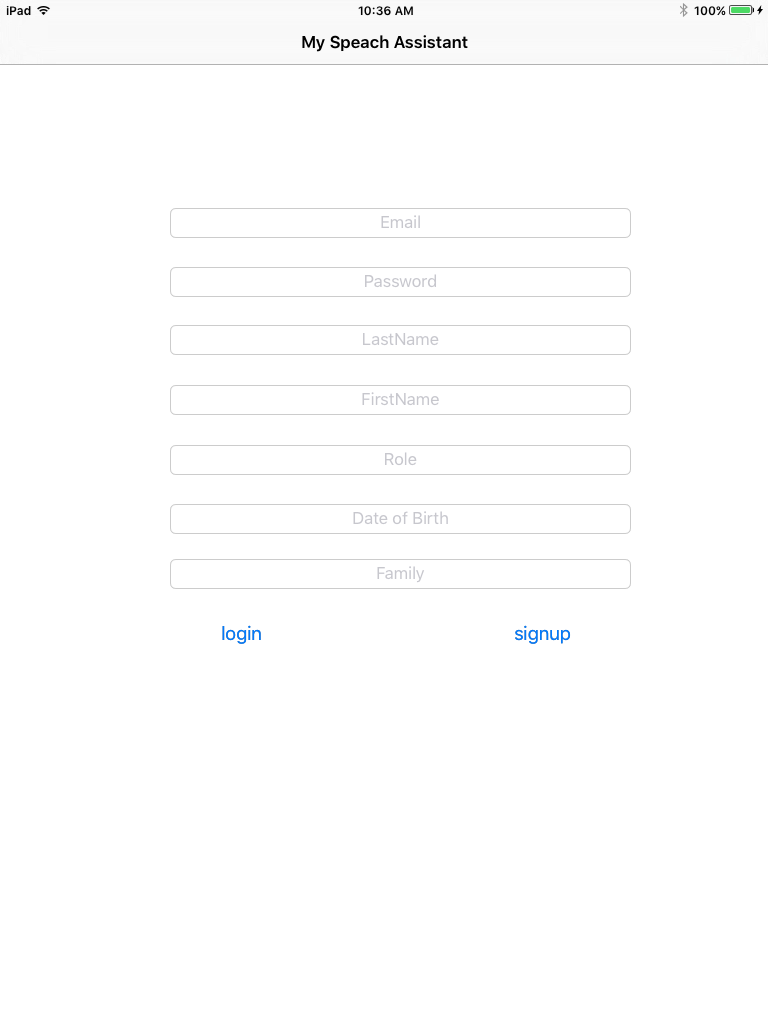 iPad 10:36 AM 100%
My Speach Assistant
Email
Password
LastName
FirstName
Role
Date of Birth
Family
login signup